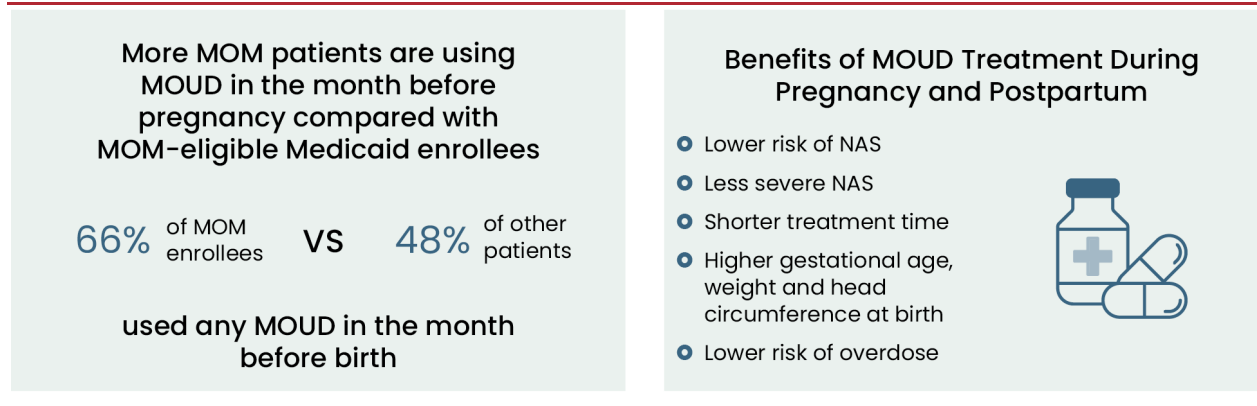 More MOM patients are using
MOUD in the month before
pregnancy compared with
MOM-eligible Medicaid enrollees
66% of MOM
enrollees
VS
48% of other
patients
used any MOUD in the month
before birth
Benefits of MOUD Treatment During
Pregnancy and Postpartum
Lower risk of NAS
Less severe NAS
Shorter treatment time
Higher gestational age,
weight and head
circumference at birth
Lower risk of overdose